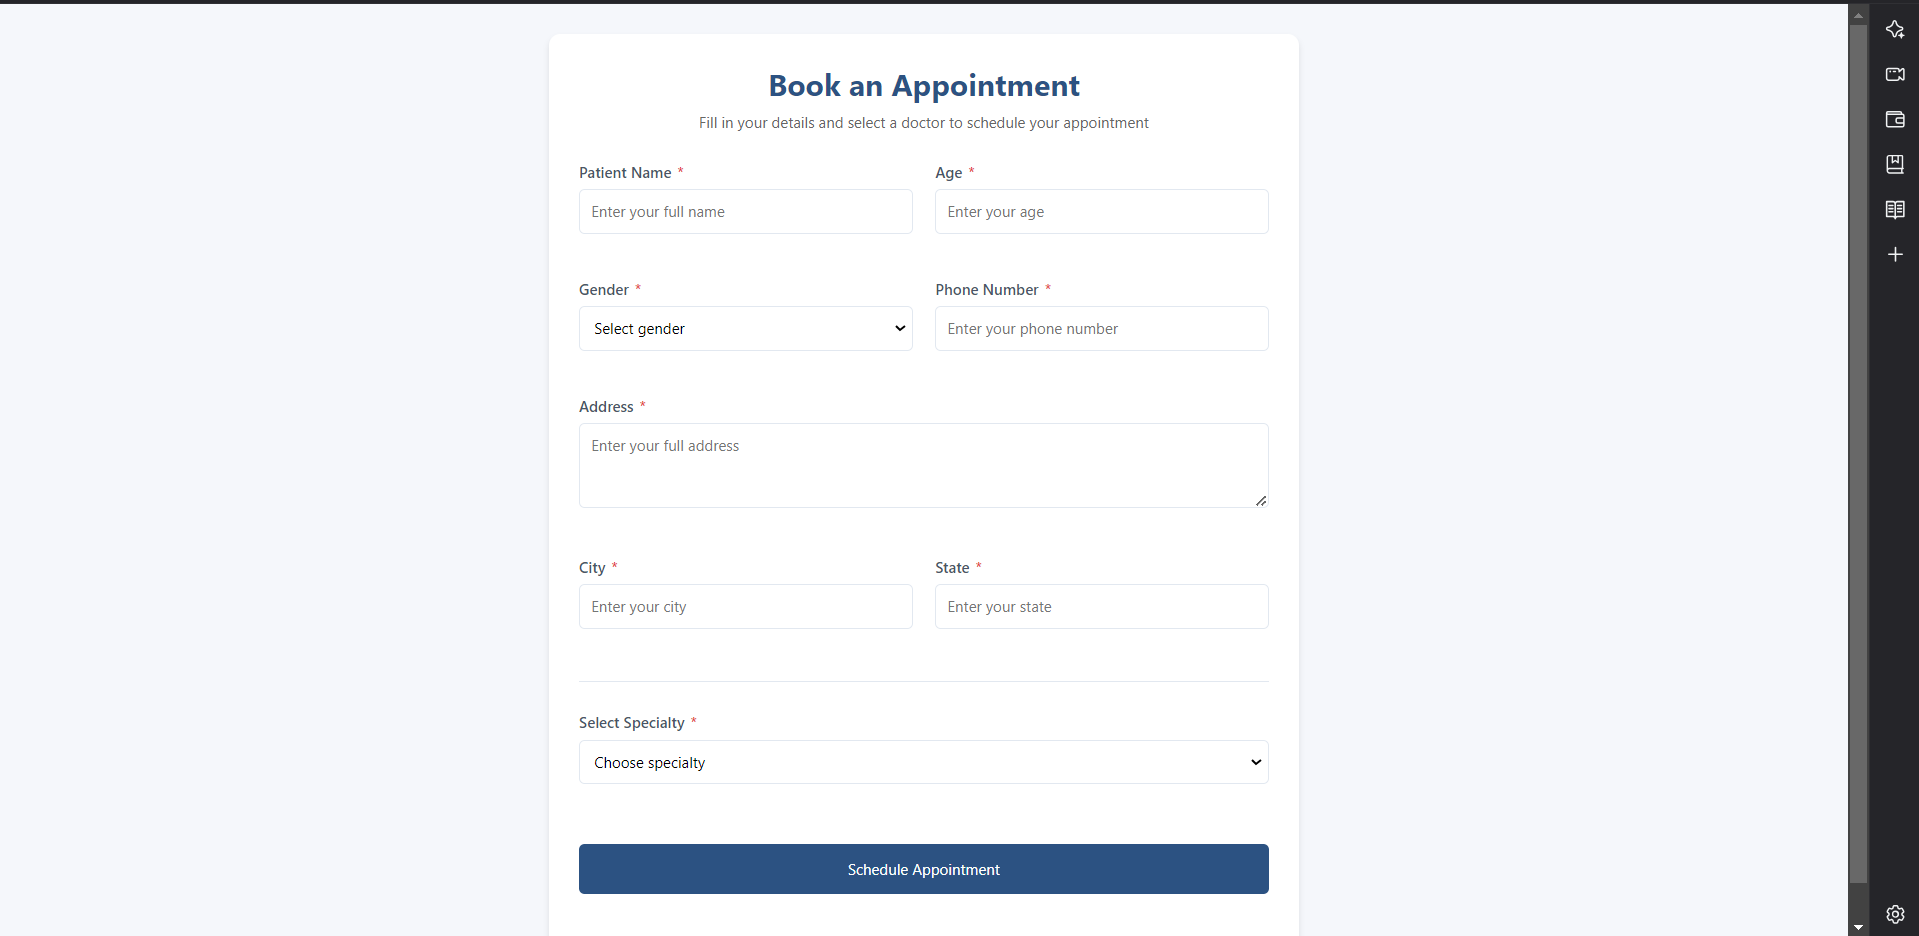 Book an Appointment
Fill in your details and select a doctor to schedule your appointment
Patient Name *
Enter your full name
Age *
Enter your age
Gender *
Select gender
Phone Number *
Enter your phone number
Address *
Enter your full address
City *
Enter your city
State *
Enter your state
Select Specialty *
Choose specialty
Schedule Appointment